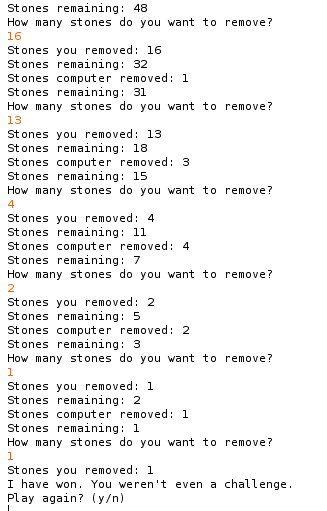 Stones remaining: 48
How many stones do you want to remove?
16
Stones you removed: 16
Stones remaining: 32
Stones computer removed: 1
Stones remaining: 31
How many stones do you want to remove?
13
Stones you removed: 13
Stones remaining: 18
Stones computer removed: 3
Stones remaining: 15
How many stones do you want to remove?
4
Stones you removed: 4
Stones remaining: 11
Stones computer removed: 4
Stones remaining: 7
How many stones do you want to remove?
2
Stones you removed: 2
Stones remaining: 5
Stones computer removed: 2
Stones remaining: 3
How many stones do you want to remove?
1
Stones you removed: 1
Stones remaining: 2
Stones computer removed: 1
Stones remaining: 1
How many stones do you want to remove?
1
Stones you removed: 1
I have won. You weren't even a challenge.
Play again? (y/n)